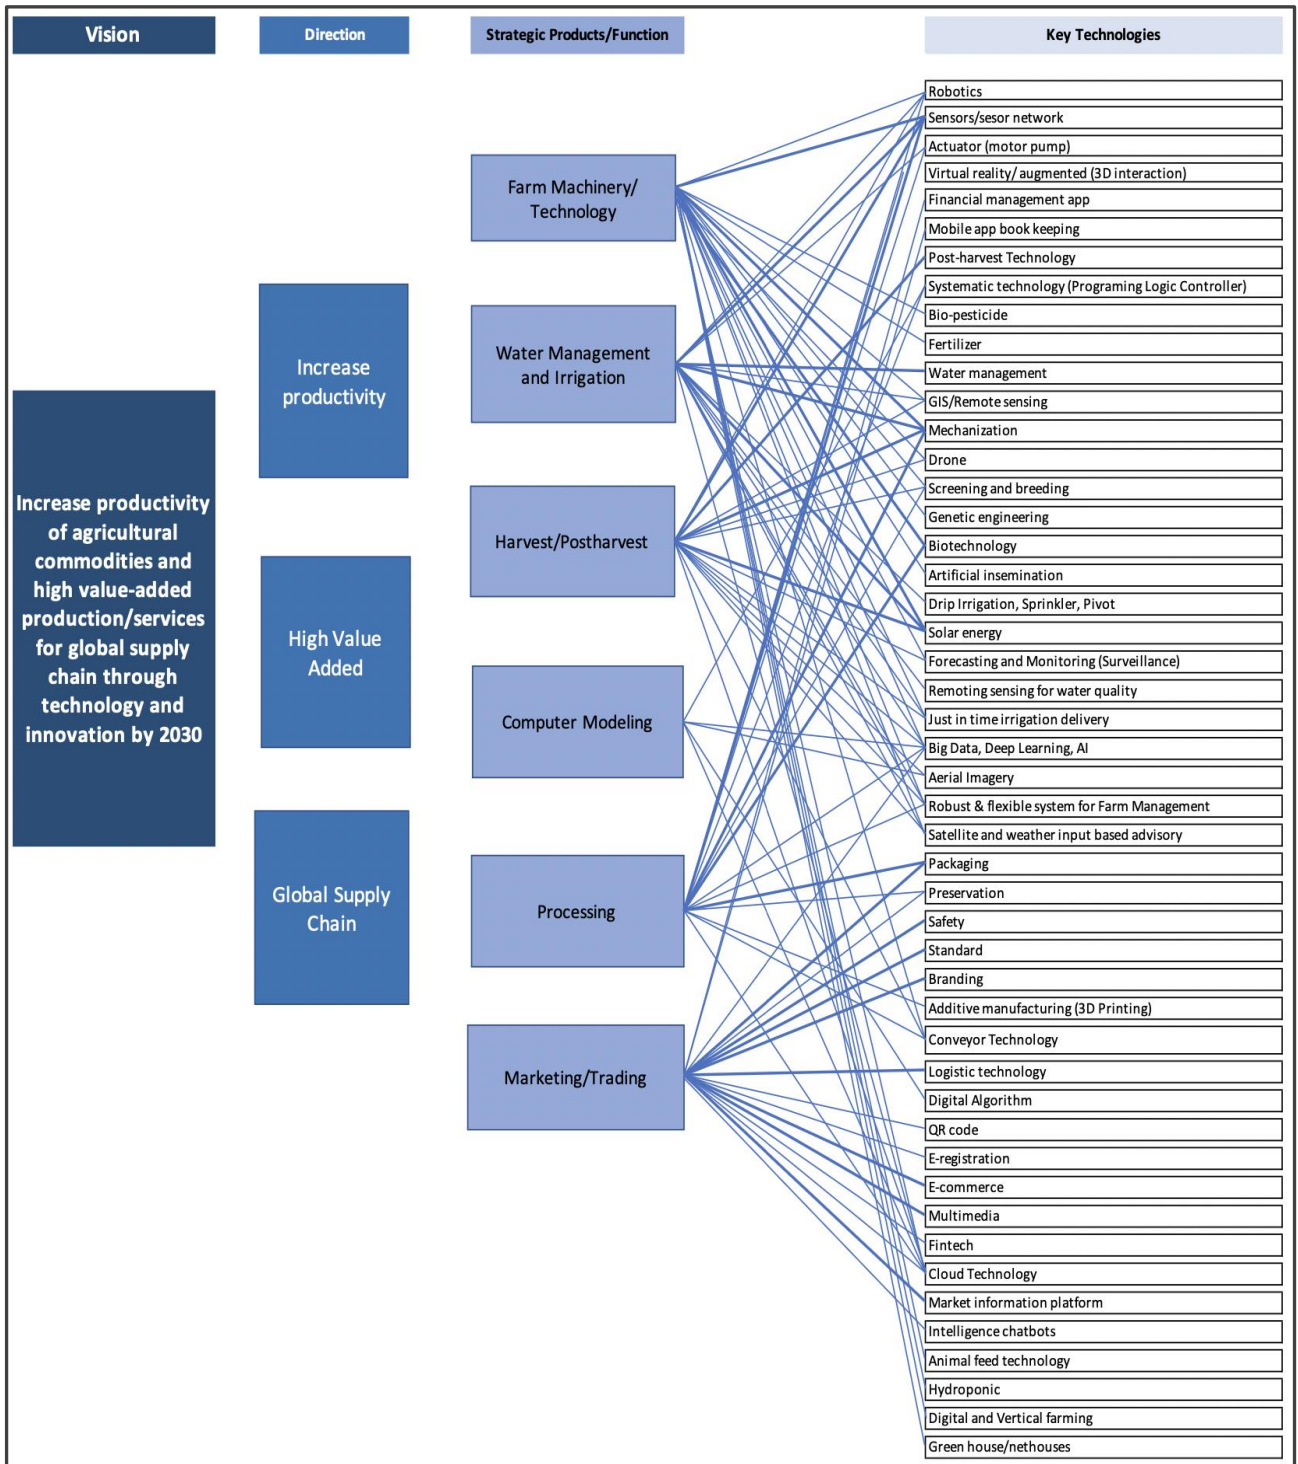 Vision
Direction
Strategic Products/Function
Key Technologies
Increase productivity
of agricultural
commodities and
high value-added
production/services
for global supply
chain through
technology and
innovation by 2030
Increase
productivity
High Value
Added
Global Supply
Chain
Farm Machinery/
Technology
Water Management
and Irrigation
Harvest/Postharvest
Computer Modeling
Processing
Marketing/Trading
Robotics
Sensors/sesor network
Actuator (motor pump)
Virtual reality/ augmented (3D interaction)
Financial management app
Mobile app book keeping
Post-harvest Technology
Systematic technology (Programing Logic Controller)
Bio-pesticide
Fertilizer
Water management
GIS/Remote sensing
Mechanization
Drone
Screening and breeding
Genetic engineering
Biotechnology
Artificial insemination
Drip Irrigation, Sprinkler, Pivot
Solar energy
Forecasting and Monitoring (Surveillance)
Remoting sensing for water quality
Just in time irrigation delivery
Big Data, Deep Learning, AI
Aerial Imagery
Robust & flexible system for Farm Management
Satellite and weather input based advisory
Packaging
Preservation
Safety
Standard
Branding
Additive manufacturing (3D Printing)
Conveyor Technology
Logistic technology
Digital Algorithm
QR code
E-registration
E-commerce
Multimedia
Fintech
Cloud Technology
Market information platform
Intelligence chatbots
Animal feed technology
Hydroponic
Digital and Vertical farming
Green house/nethouses